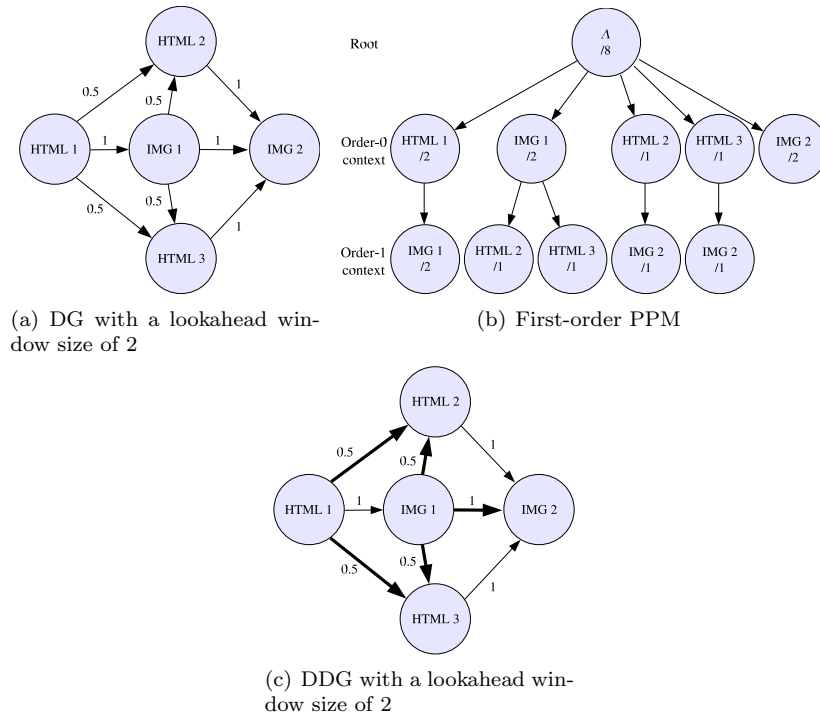 HTML 2
0.5
1
0.5
HTML 1
1
IMG 1
1
IMG 2
0.5
0.5
1
HTML 3
(a) DG with a lookahead win-
dow size of 2
Root
Λ
/8
Order-0
context
HTML 1
/2
IMG 1
/2
HTML 2
/1
HTML 3
/1
IMG 2
/2
Order-1
context
IMG 1
/2
HTML 2
/1
HTML 3
/1
IMG 2
/1
IMG 2
/1
(b) First-order PPM
HTML 2
0.5
1
0.5
HTML 1
1
IMG 1
1
IMG 2
0.5
0.5
1
HTML 3
(c) DDG with a lookahead win-
dow size of 2